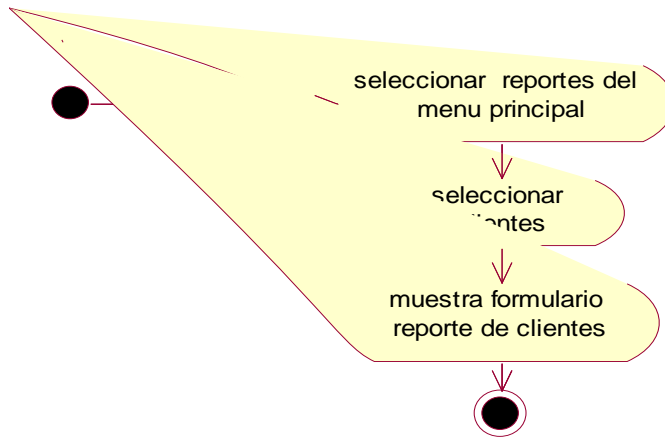 seleccionar reportes del
menu principal
seleccionar
muestra formulario
reporte de clientes